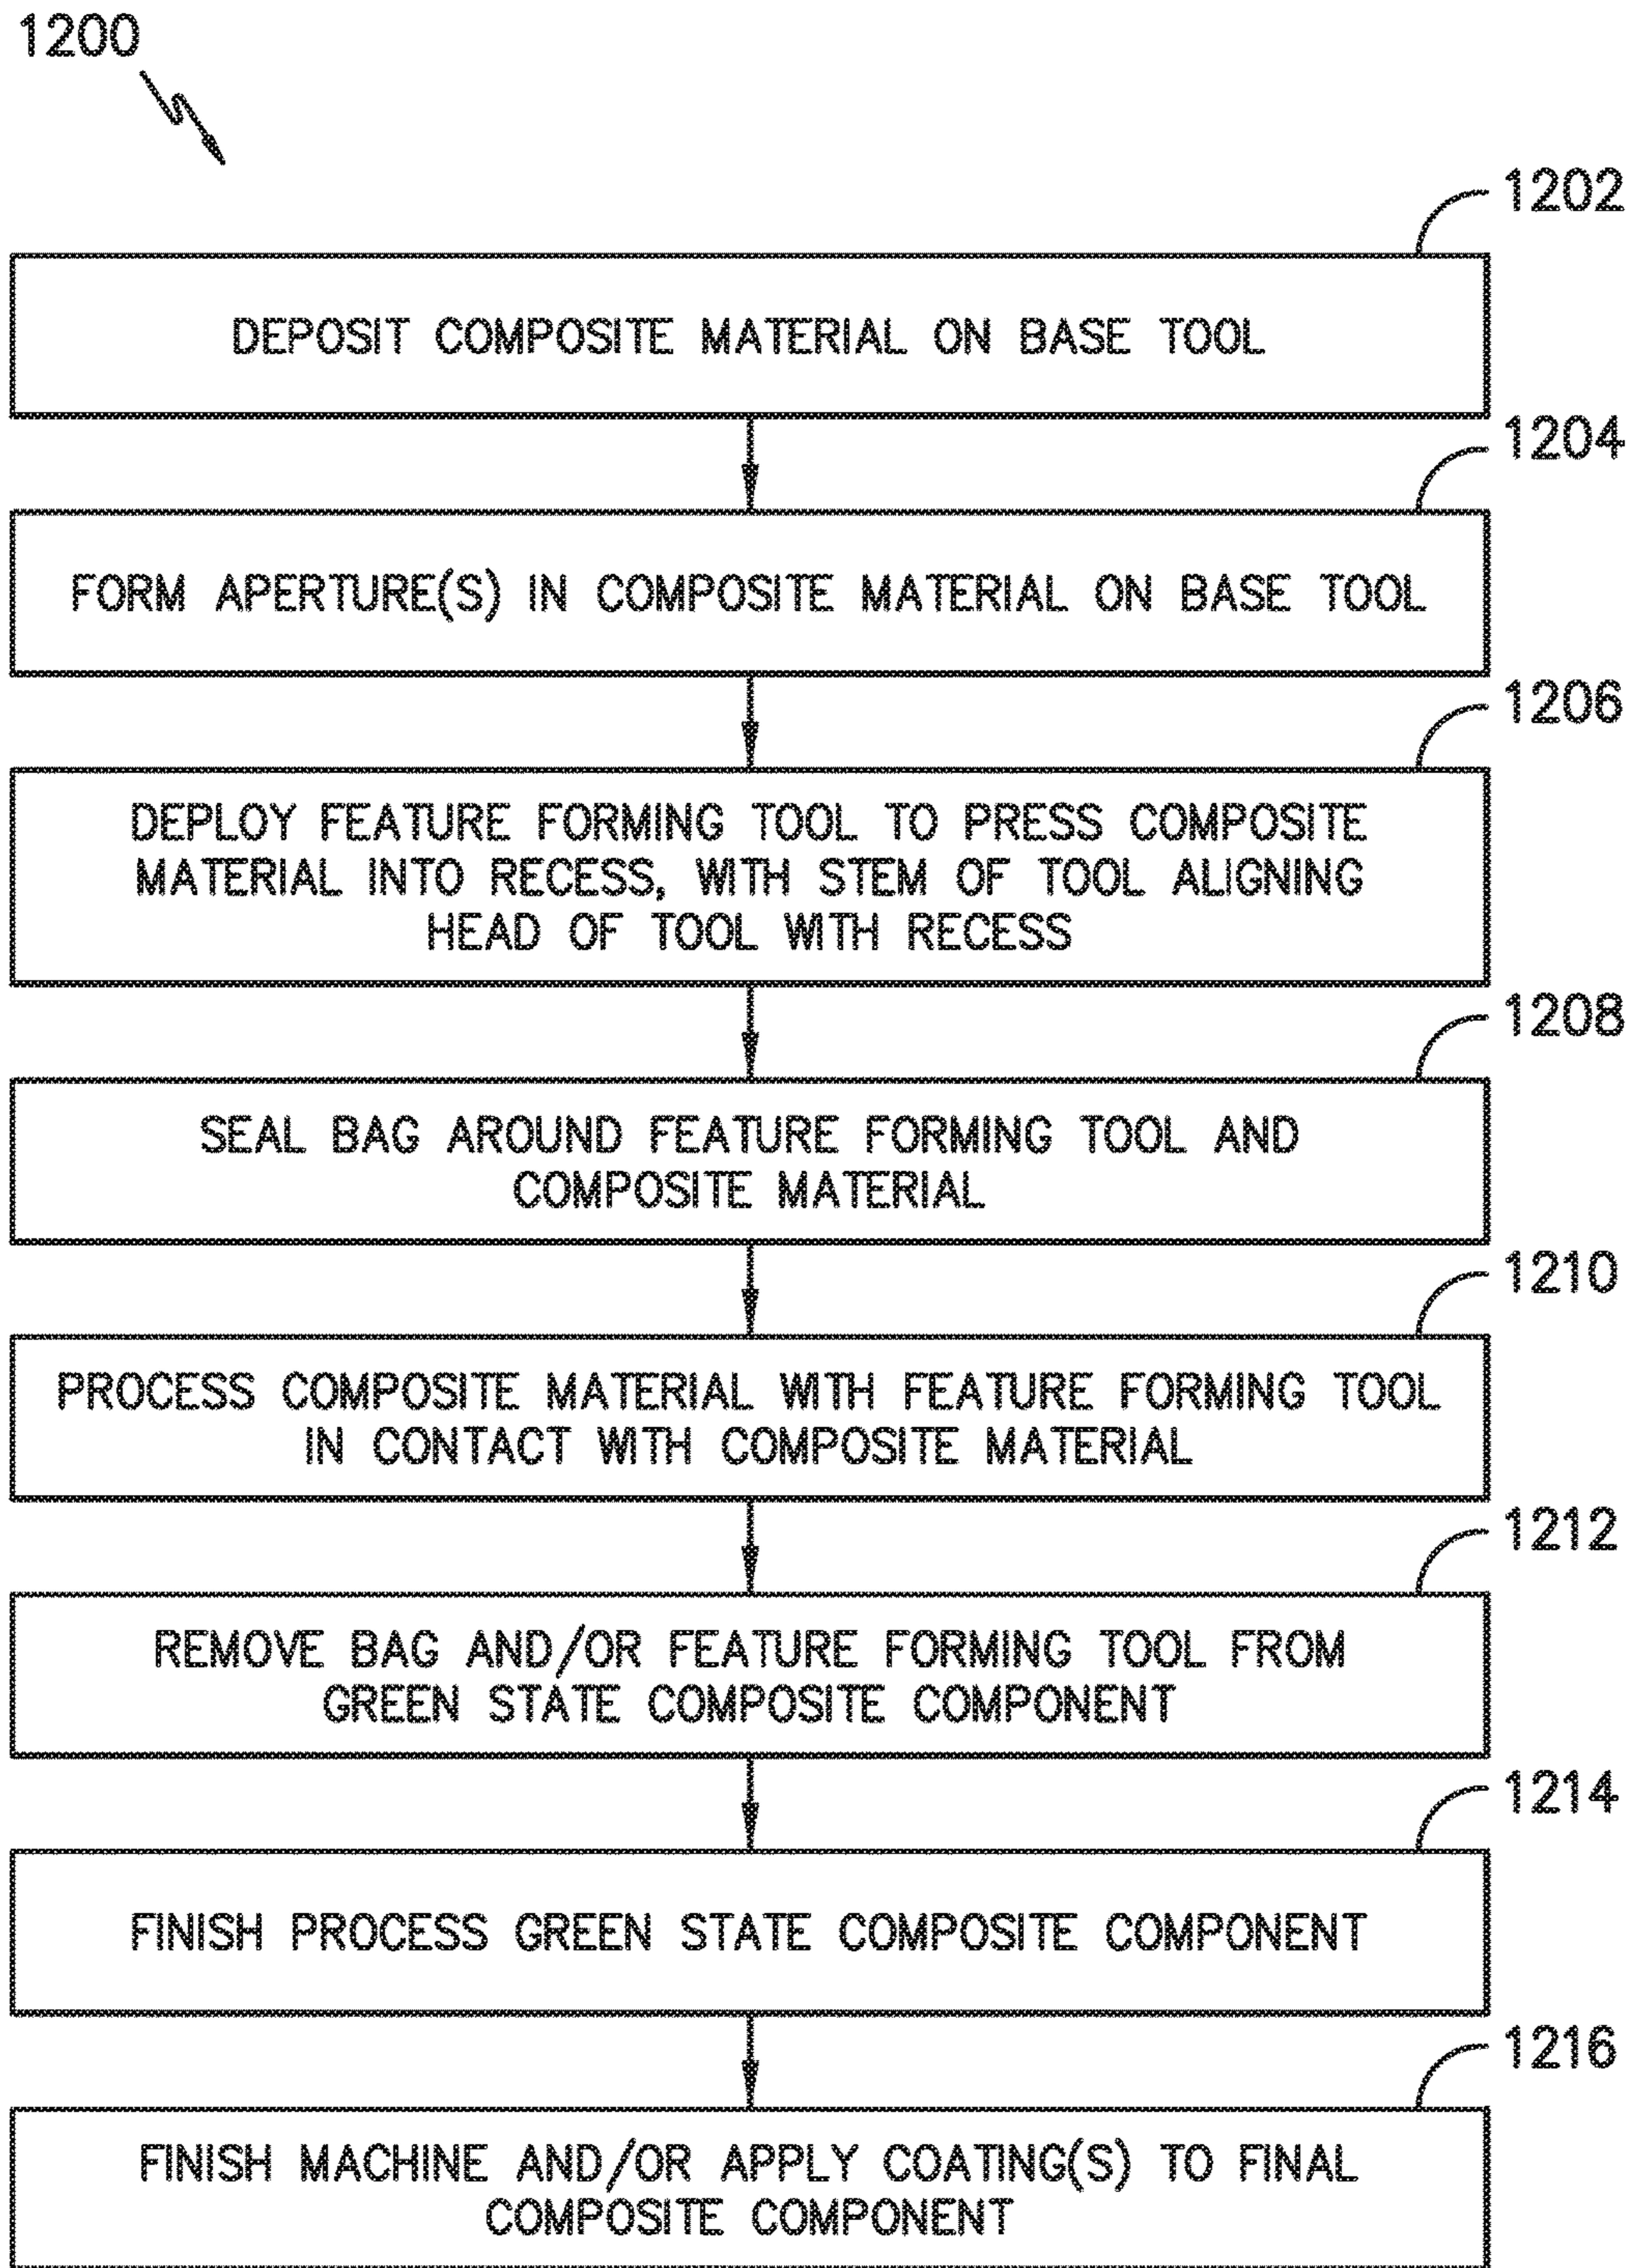 1200
1202
DEPOSIT COMPOSITE MATERIAL ON BASE TOOL
1204
FORM APERTURE(S) IN COMPOSITE MATERIAL ON BASE TOOL
1206
DEPLOY FEATURE FORMING TOOL TO PRESS COMPOSITE
MATERIAL INTO RECESS, WITH STEM OF TOOL ALIGNING
HEAD OF TOOL WITH RECESS
1208
SEAL BAG AROUND FEATURE FORMING TOOL AND
COMPOSITE MATERIAL
1210
PROCESS COMPOSITE MATERIAL WITH FEATURE FORMING TOOL
IN CONTACT WITH COMPOSITE MATERIAL
1212
REMOVE BAG AND/OR FEATURE FORMING TOOL FROM
GREEN STATE COMPOSITE COMPONENT
1214
FINISH PROCESS GREEN STATE COMPOSITE COMPONENT
1216
FINISH MACHINE AND/OR APPLY COATING(S) TO FINAL
COMPOSITE COMPONENT